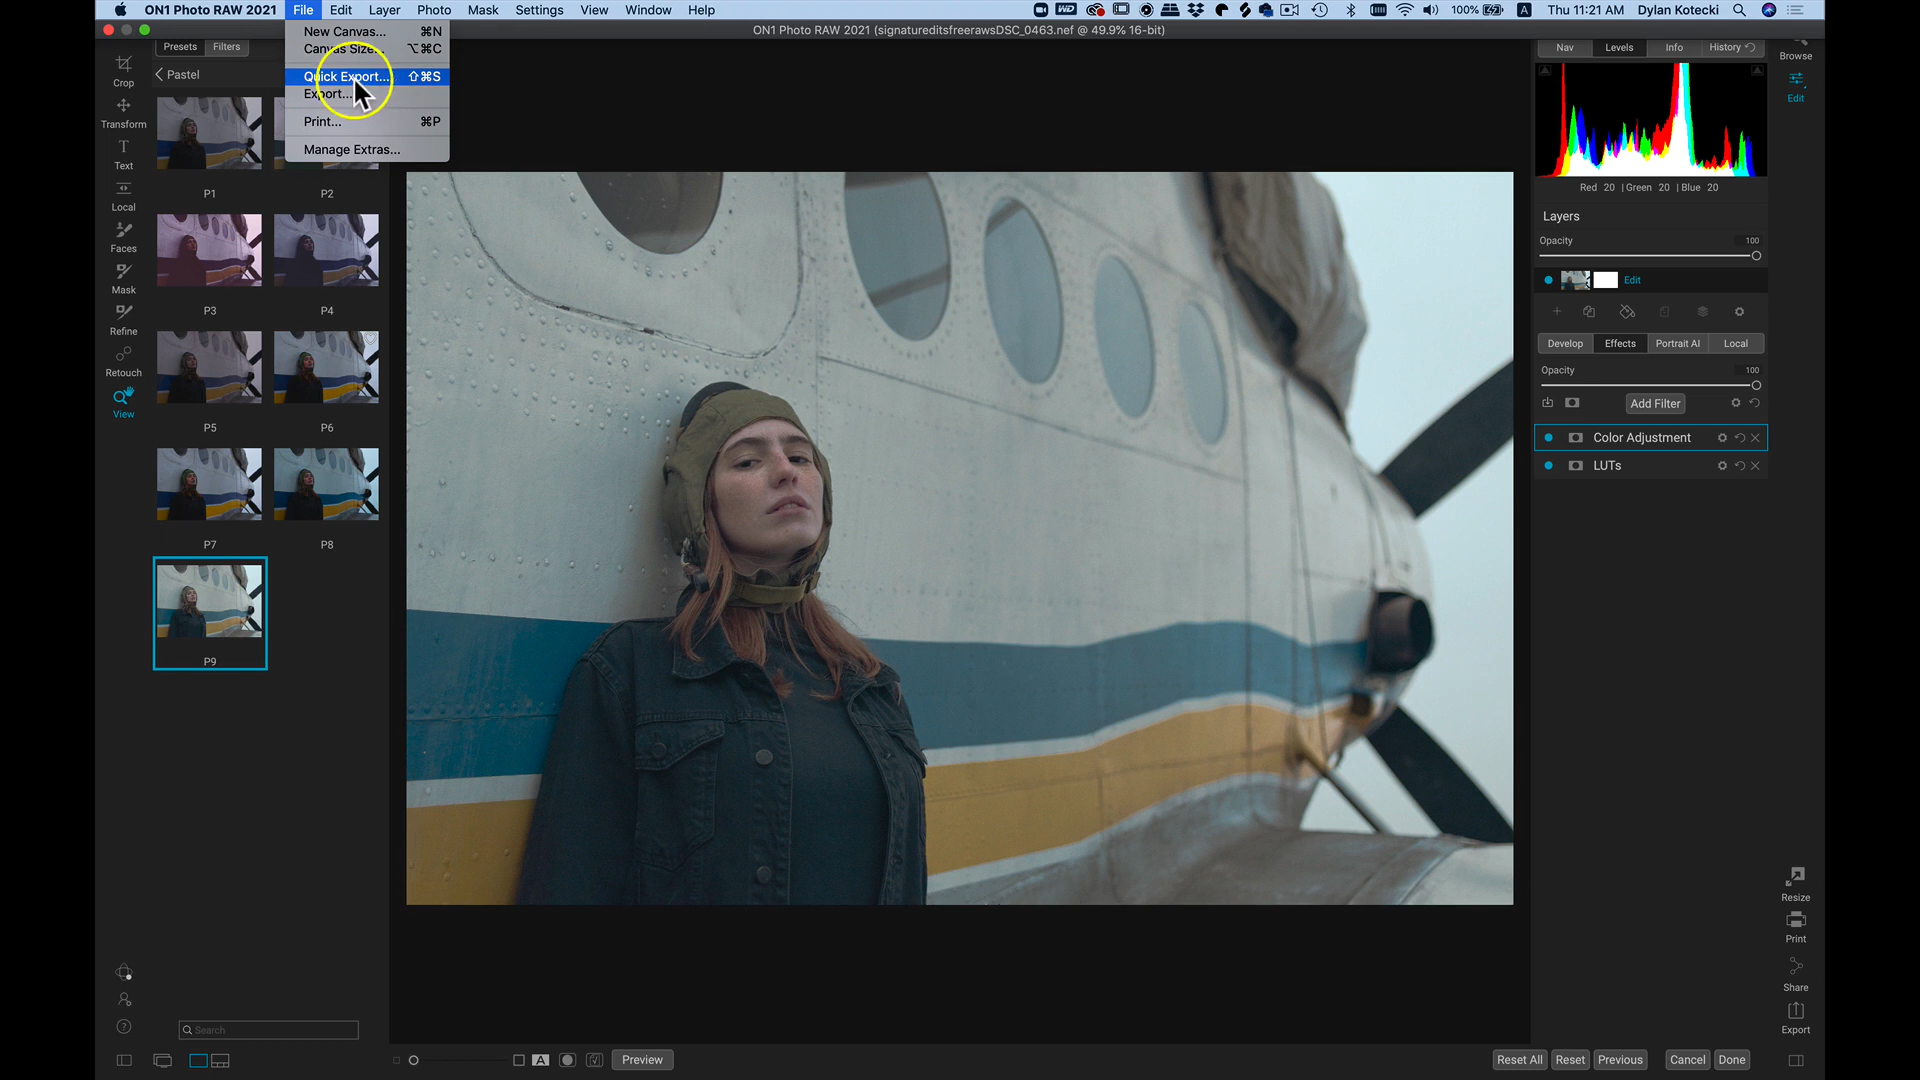 ON1 Photo RAW 2021 File Edit Layer Photo Mask Settings View Window Help WD 100% A Thu 11:21 AM Dylan Kotecki
ON1 Photo RAW 2021 (signatureditsfreerawsDSC_0463.nef @ 49.9% 16-bit)
New Canvas... ⌘N
Canvas Size... ⌥⌘C
Quick Export... ⇧⌘S
Export...
Print... ⌘P
Manage Extras...
Presets Filters
Pastel
Crop
Transform
Text
Local
Faces
Mask
Refine
Retouch
View
P1 P2
P3 P4
P5 P6
P7 P8
P9
Search
A Preview
Nav Levels Info History
Red 20 | Green 20 | Blue 20
Layers
Opacity 100
Edit
Develop Effects Portrait AI Local
Opacity 100
Add Filter
Color Adjustment
LUTs
Browse
Edit
Resize
Print
Share
Export
Reset All Reset Previous Cancel Done